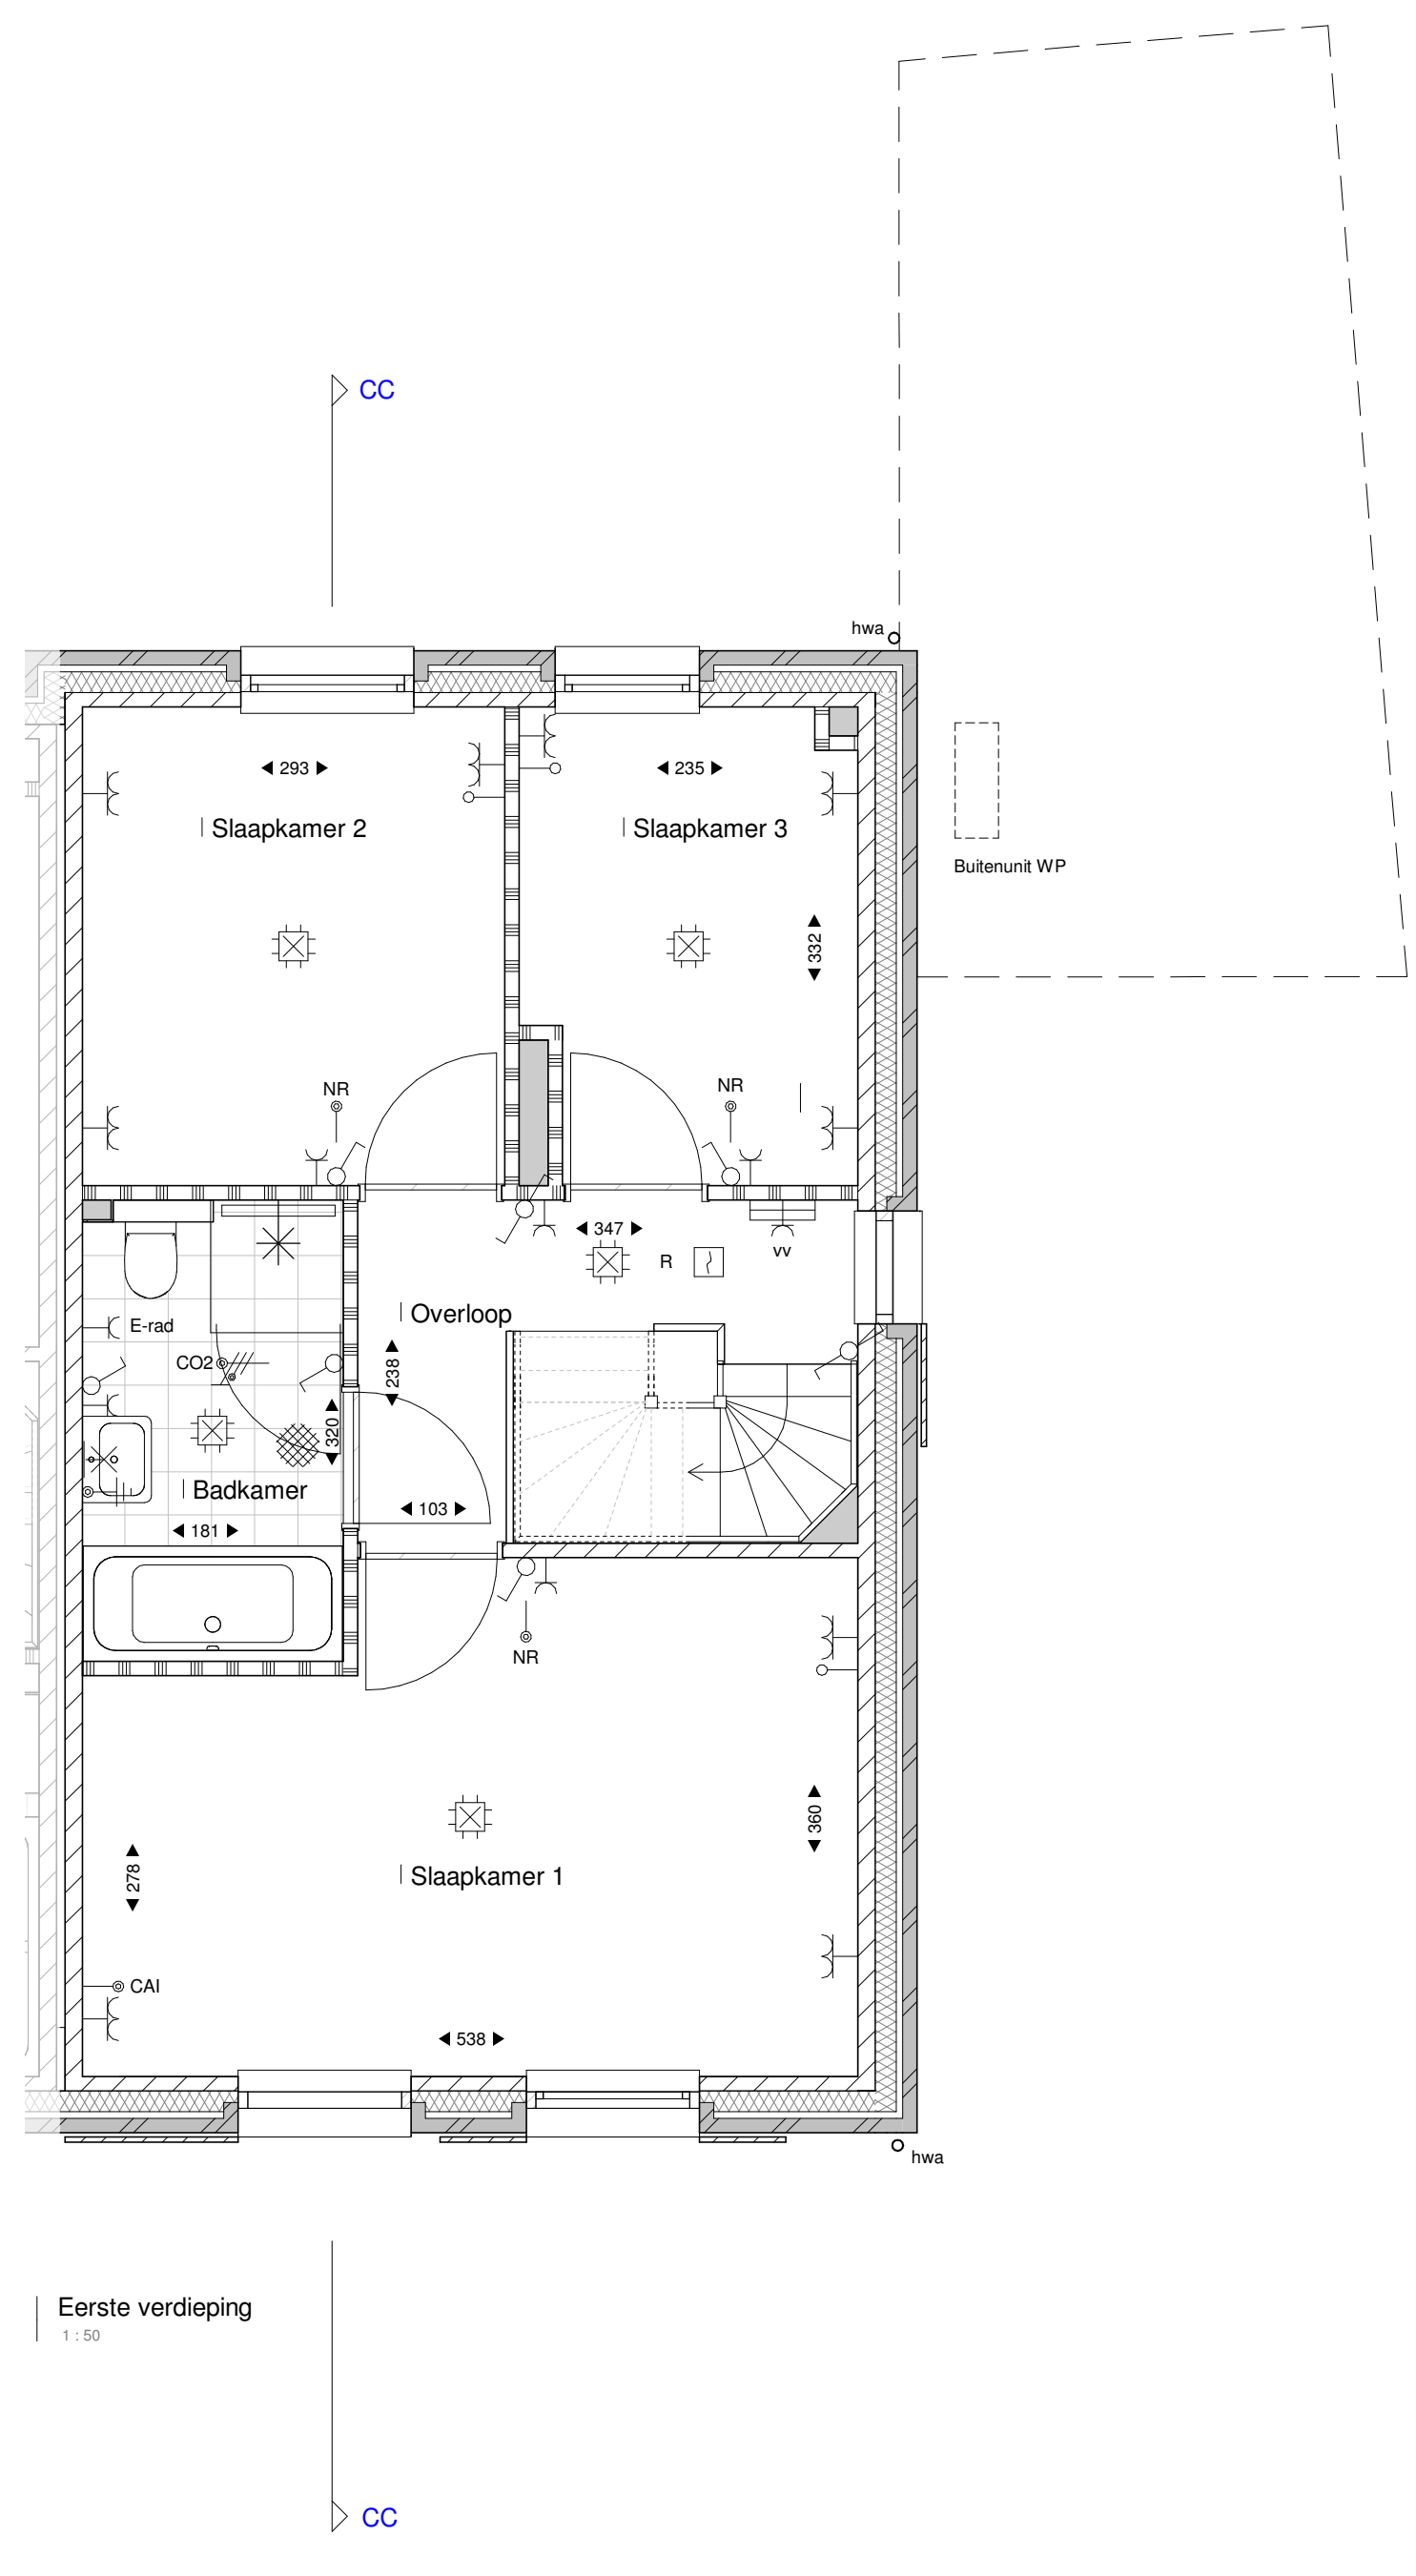 CC
hwa
293
235
Slaapkamer 2
Slaapkamer 3
Buitenunit WP
332
NR
NR
347
vv
R
Overloop
E-rad
CO2
238
320
Badkamer
103
181
NR
360
278
Slaapkamer 1
CAI
538
hwa
Eerste verdieping
1 : 50
CC